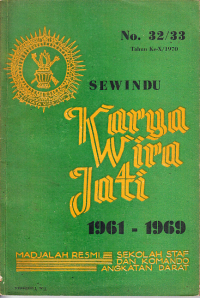 No. 32/33
Tahun Ke-X/1970
SEWINDU
Karya
Wira
Jati
1961 - 1969
MADJALAH RESMI
SEKOLAH STAF
DAN KOMANDO
ANGKATAN DARAT